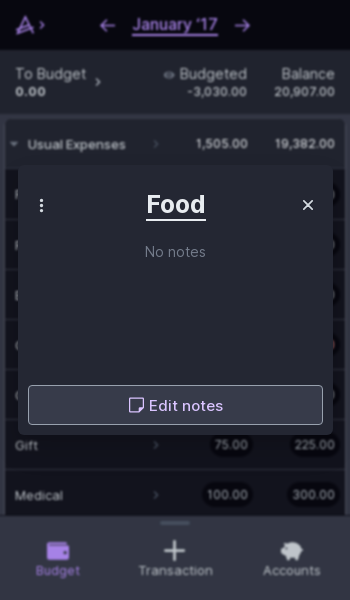 January '17
To Budget
Budgeted
Balance
0.00
-3,030.00
20,907.00
Usual Expenses
1,505.00
19,382.00
Food
No notes
Edit notes
Gift
75.00
225.00
Medical
100.00
300.00
Budget
Transaction
Accounts